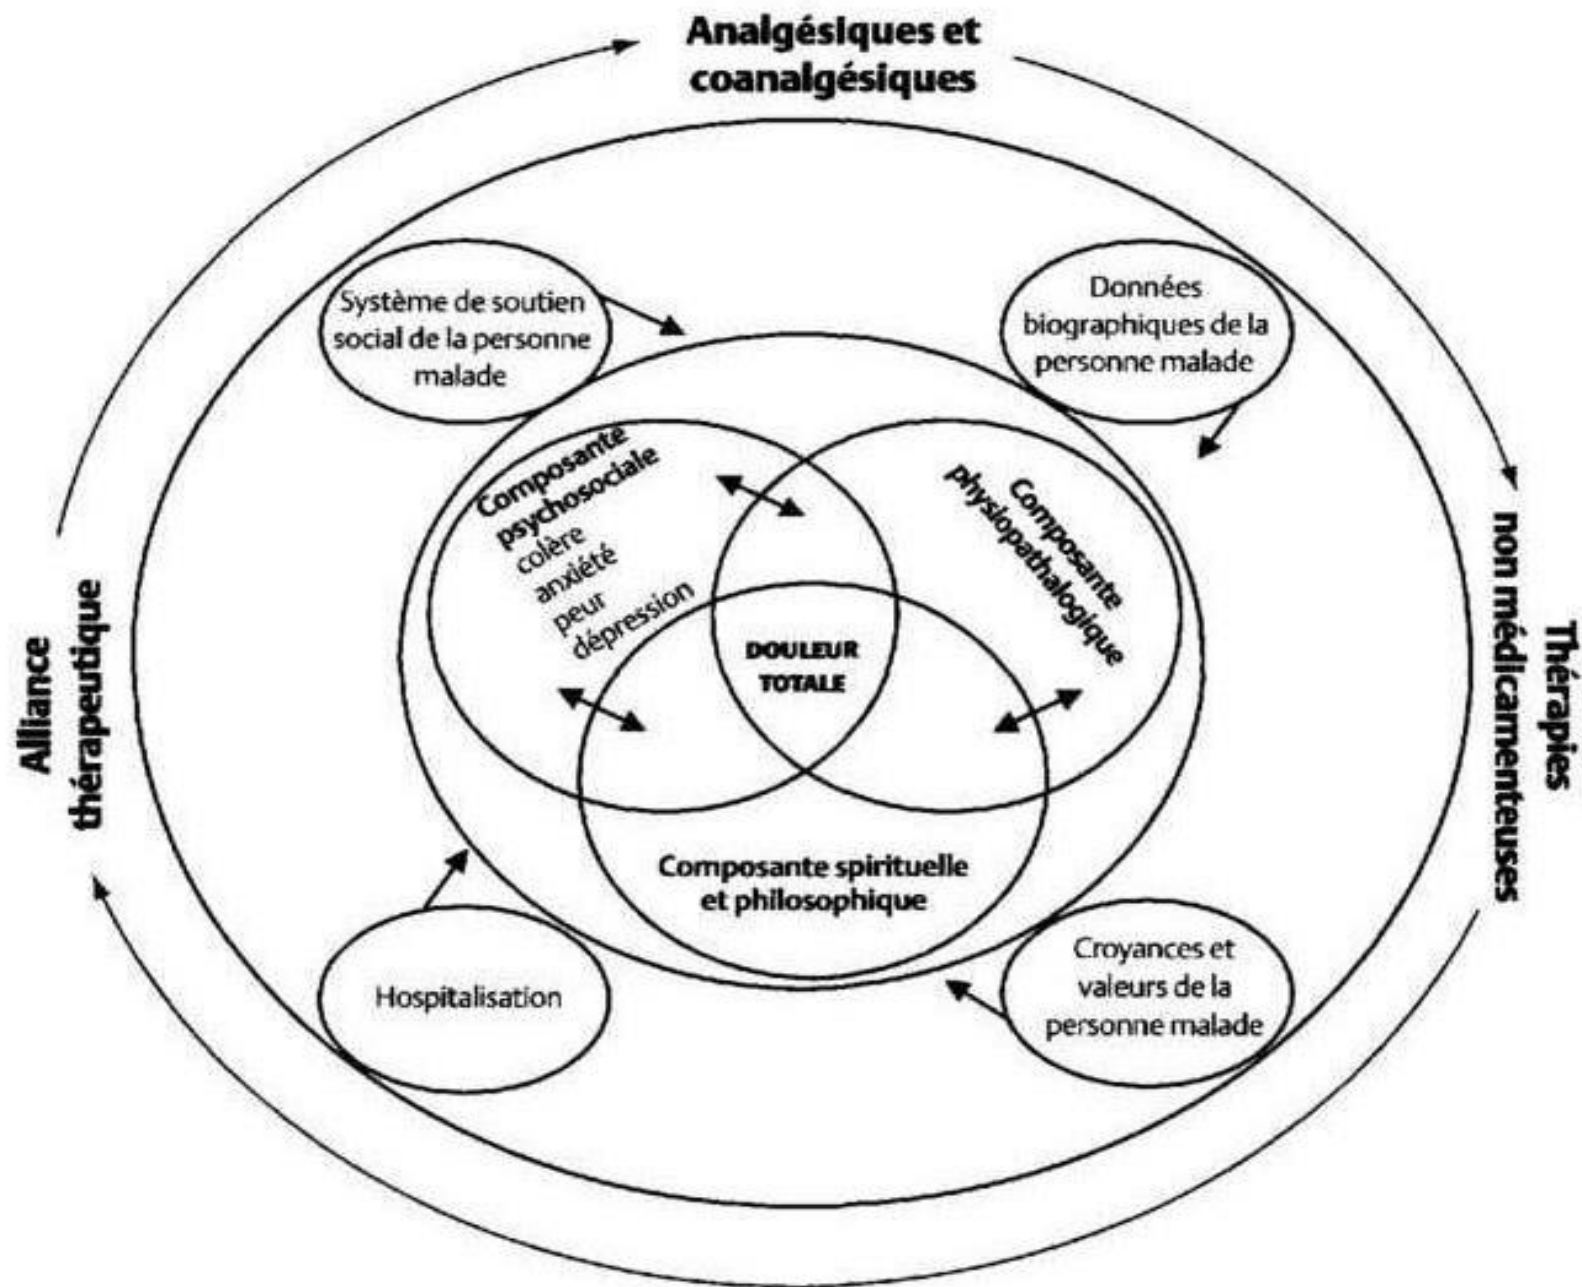 Analgésiques et
coanalgésiques
Système de soutien
social de la personne
malade
Données
biographiques de la
personne malade
Composante
psychosociale
colère
anxiété
peur
dépression
Composante
physiopathalogique
DOULEUR
TOTALE
Alliance
thérapeutique
Thérapies
non médicamenteuses
Composante spirituelle
et philosophique
Hospitalisation
Croyances et
valeurs de la
personne malade